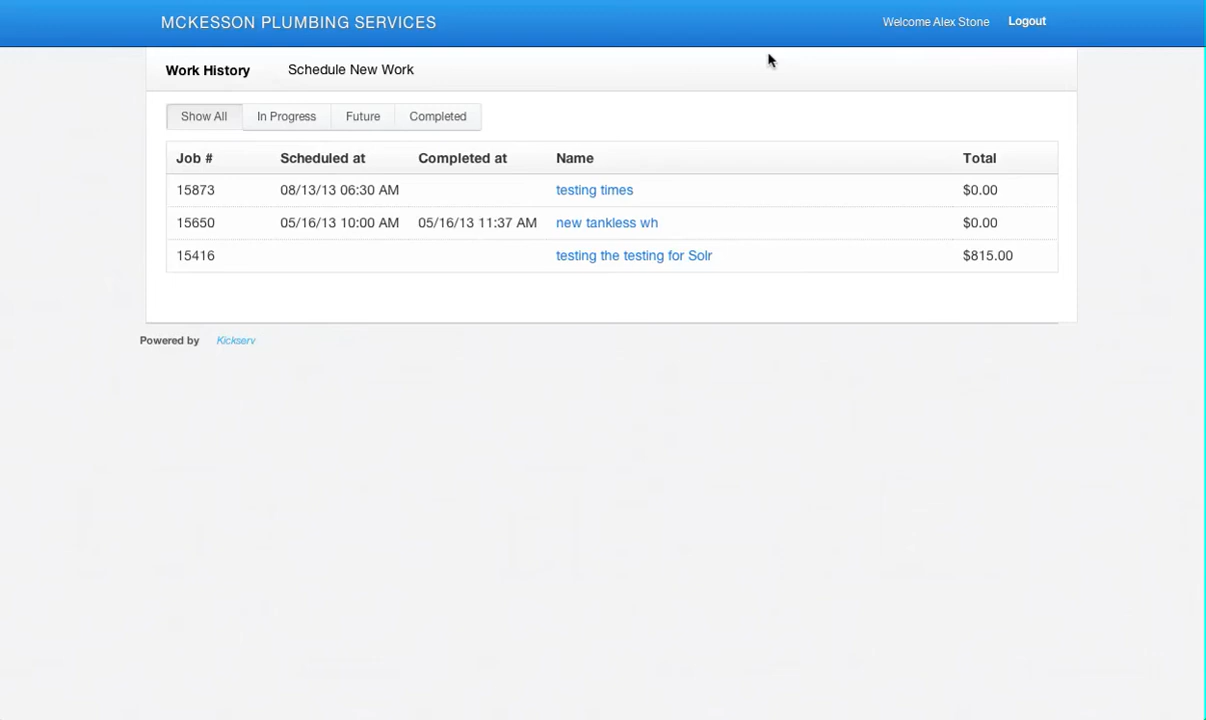 MCKESSON PLUMBING SERVICES Welcome Alex Stone Logout
Work History Schedule New Work
Show All In Progress Future Completed
Job # Scheduled at Completed at Name Total
15873 08/13/13 06:30 AM testing times $0.00
15650 05/16/13 10:00 AM 05/16/13 11:37 AM new tankless wh $0.00
15416 testing the testing for Solr $815.00
Powered by Kickserv